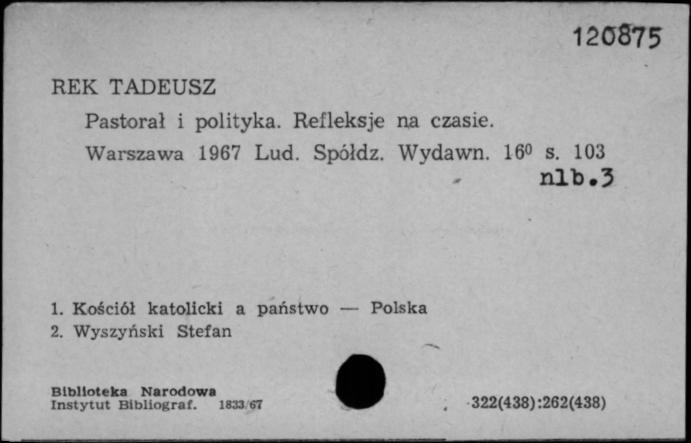 120875
REK TADEUSZ
Pastorał i polityka. Refleksje na czasie.
Warszawa 1967 Lud. Spółdz. Wydawn. 16⁰ s. 103
nlb.3
1. Kościół katolicki a państwo — Polska
2. Wyszyński Stefan
Biblioteka Narodowa
Instytut Bibliograf. 1833/67
322(438):262(438)